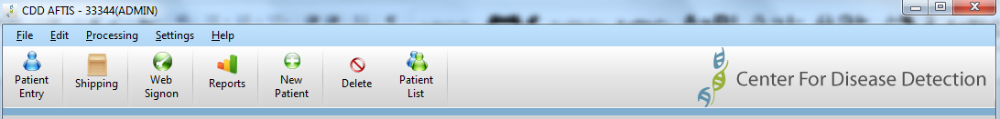 CDD AFTIS - 33344(ADMIN)
File Edit Processing Settings Help
Patient Entry
Shipping
Web Signon
Reports
New Patient
Delete
Patient List
Center For Disease Detection